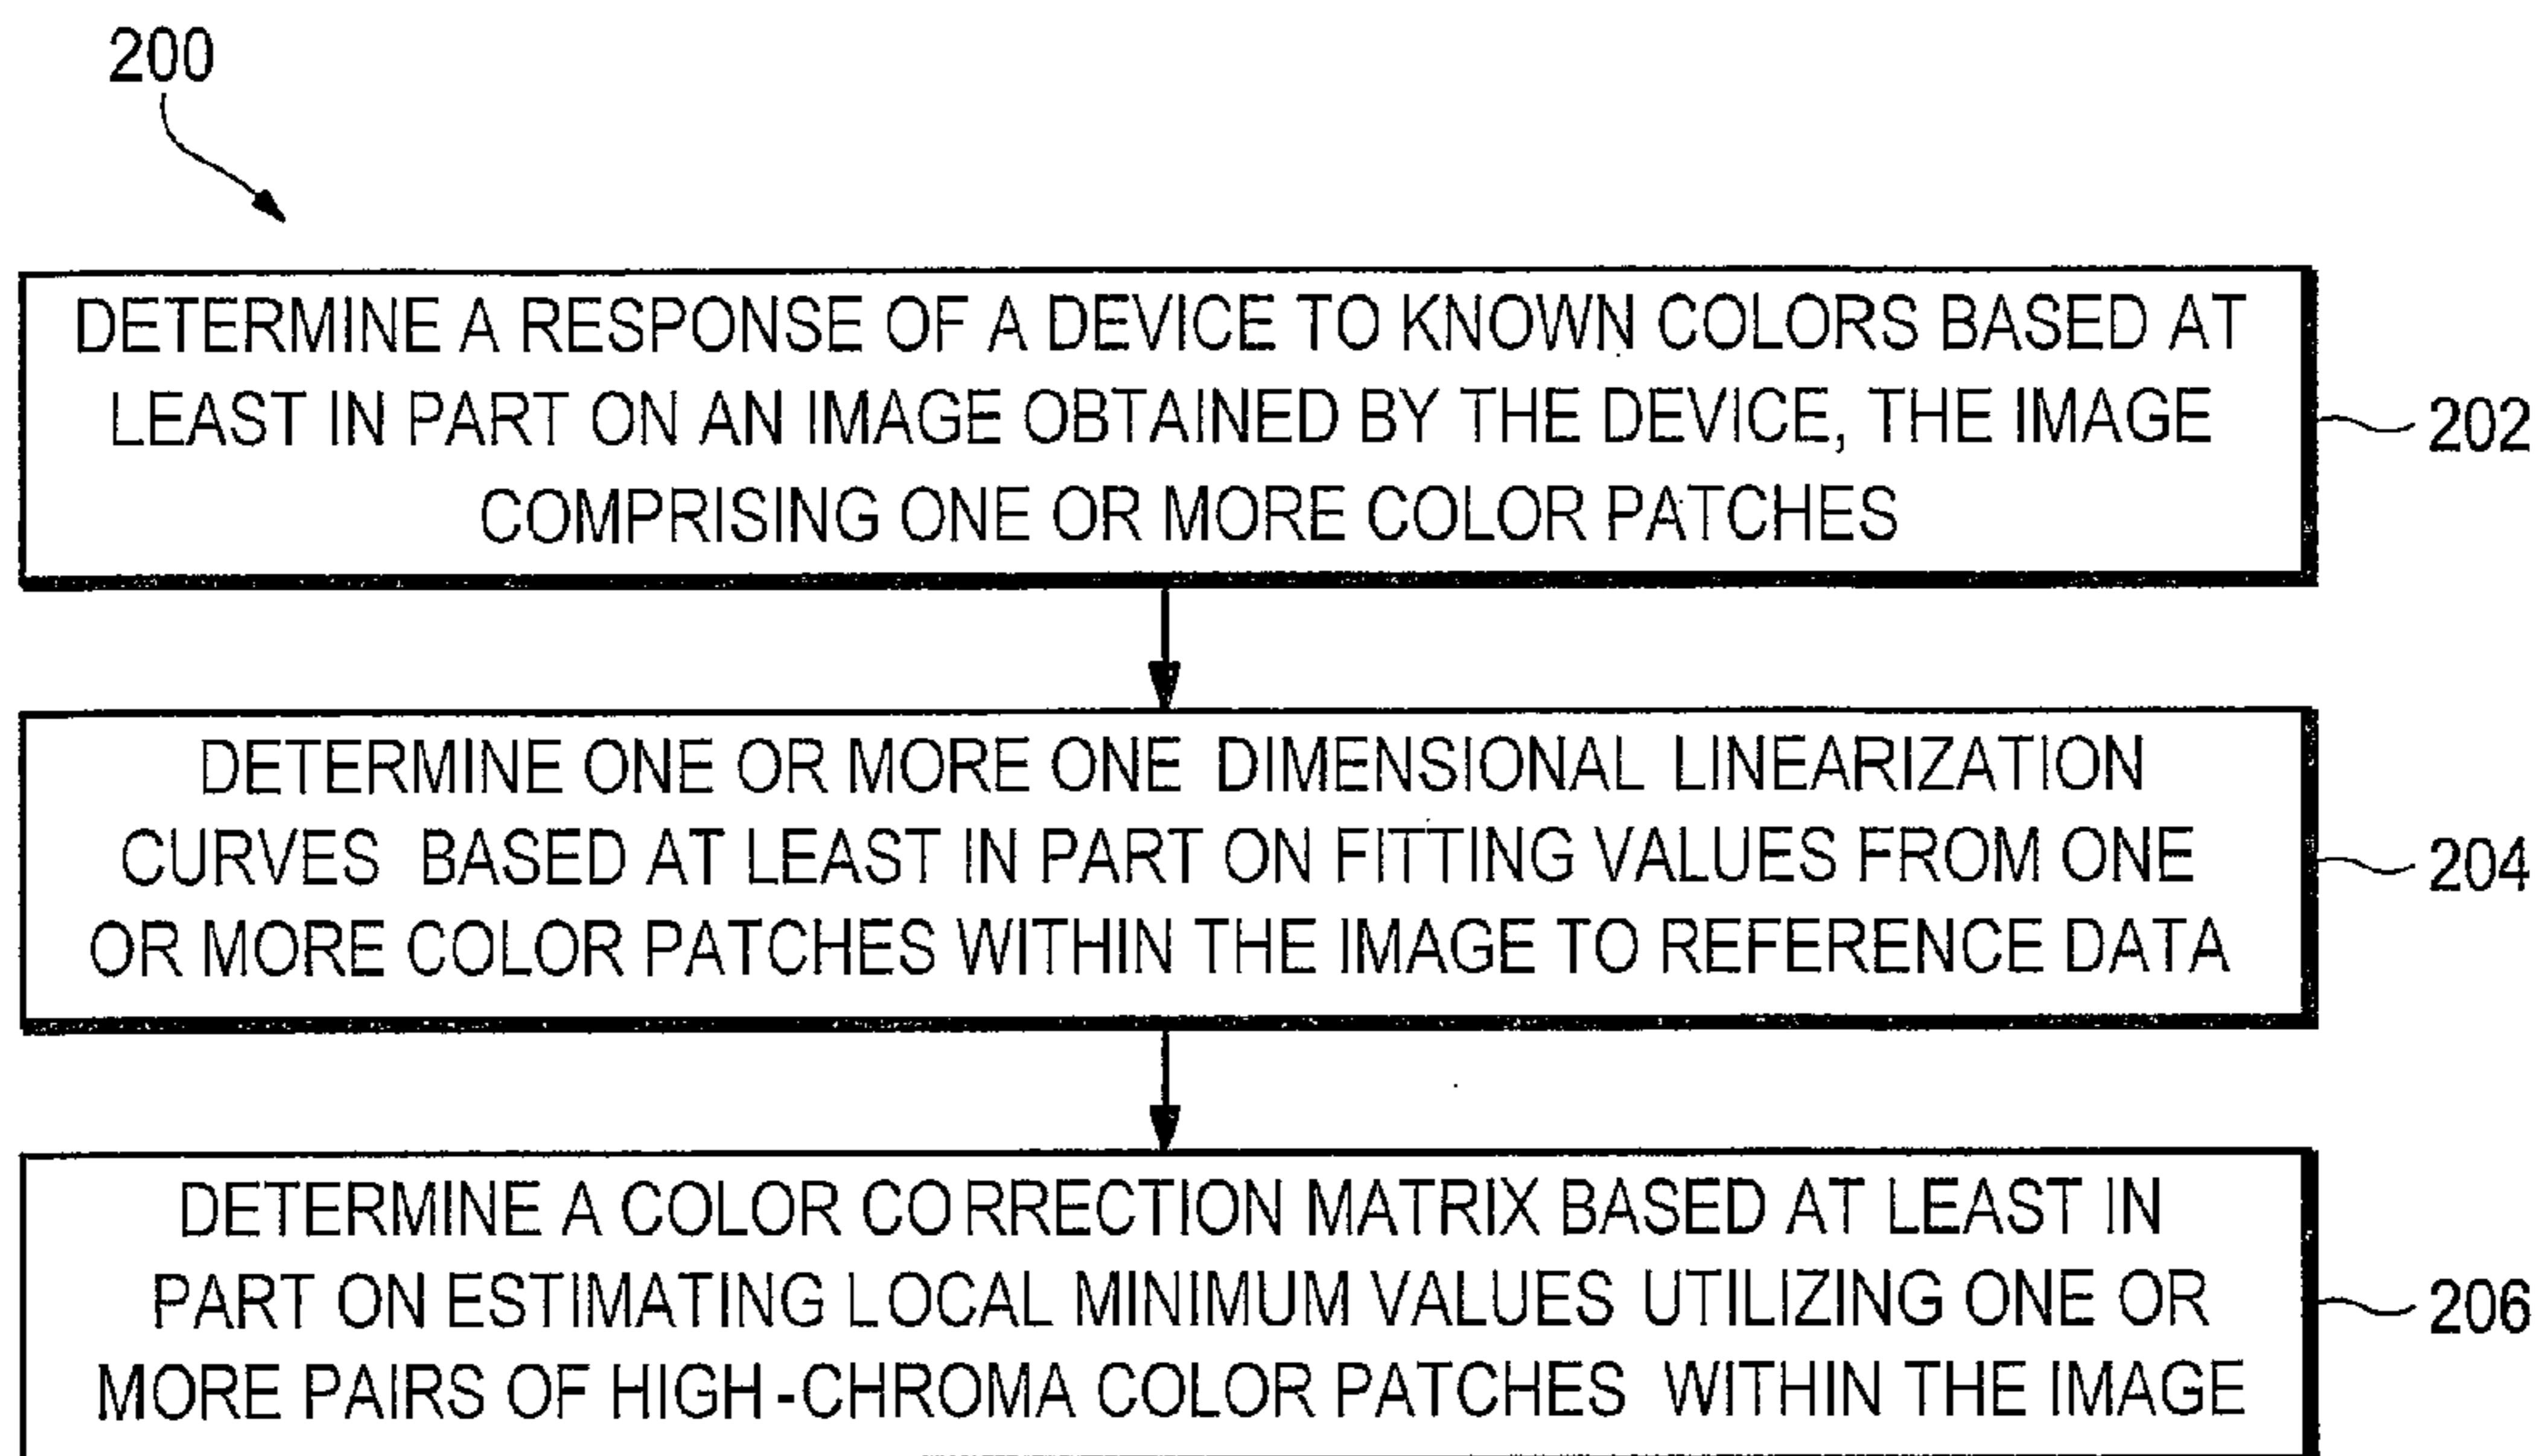 200
DETERMINE A RESPONSE OF A DEVICE TO KNOWN COLORS BASED AT
LEAST IN PART ON AN IMAGE OBTAINED BY THE DEVICE, THE IMAGE
COMPRISING ONE OR MORE COLOR PATCHES
202
DETERMINE ONE OR MORE ONE DIMENSIONAL LINEARIZATION
CURVES BASED AT LEAST IN PART ON FITTING VALUES FROM ONE
OR MORE COLOR PATCHES WITHIN THE IMAGE TO REFERENCE DATA
204
DETERMINE A COLOR CORRECTION MATRIX BASED AT LEAST IN
PART ON ESTIMATING LOCAL MINIMUM VALUES UTILIZING ONE OR
MORE PAIRS OF HIGH-CHROMA COLOR PATCHES WITHIN THE IMAGE
206